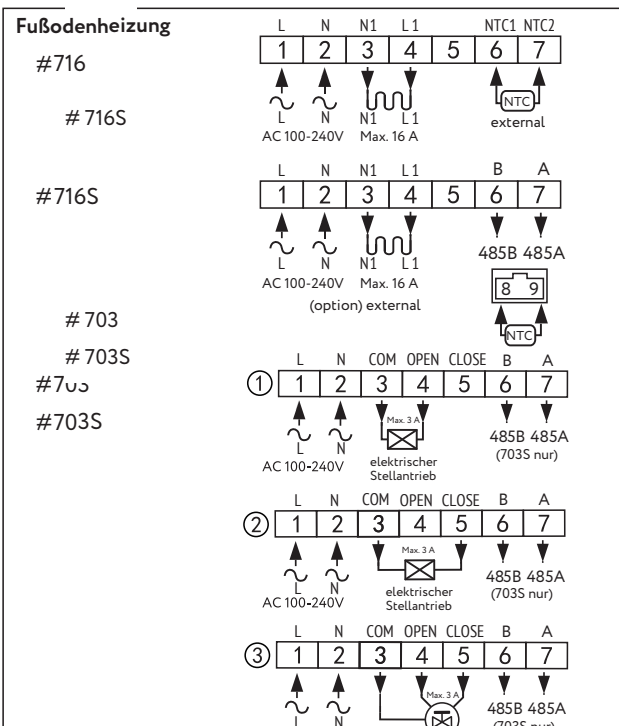 Fußodenheizung
L N N1 L1 NTC1 NTC2
#716
1 2 3 4 5 6 7
NTC
# 716S
L N N1 L1 external
AC 100-240V Max. 16 A
L N N1 L1 B A
#716S
1 2 3 4 5 6 7
L N N1 L1 485B 485A
AC 100-240V Max. 16 A
8 9
(option) external
# 703
NTC
# 703S
L N COM OPEN CLOSE B A
① 1 2 3 4 5 6 7
#703S
Max. 3 A
L N 485B 485A
(703S nur)
AC 100-240V elektrischer
Stellantrieb
L N COM OPEN CLOSE B A
② 1 2 3 4 5 6 7
Max. 3 A
L N 485B 485A
(703S nur)
AC 100-240V elektrischer
Stellantrieb
L N COM OPEN CLOSE B A
③ 1 2 3 4 5 6 7
Max. 3 A
L N 485B 485A
(703S nur)